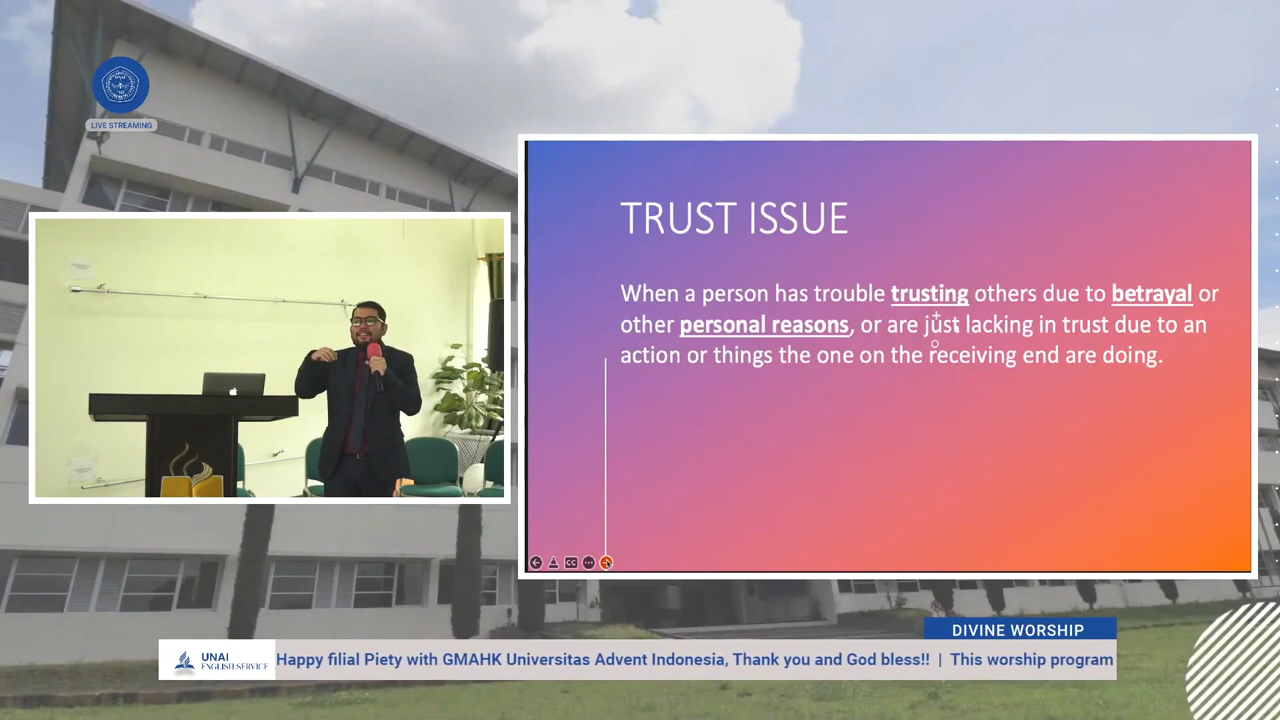 LIVE STREAMING
TRUST ISSUE
When a person has trouble trusting others due to betrayal or
other personal reasons, or are just lacking in trust due to an
action or things the one on the receiving end are doing.
CC
DIVINE WORSHIP
UNAI
ENGLISH SERVICE
Happy filial Piety with GMAHK Universitas Advent Indonesia, Thank you and God bless!! | This worship program